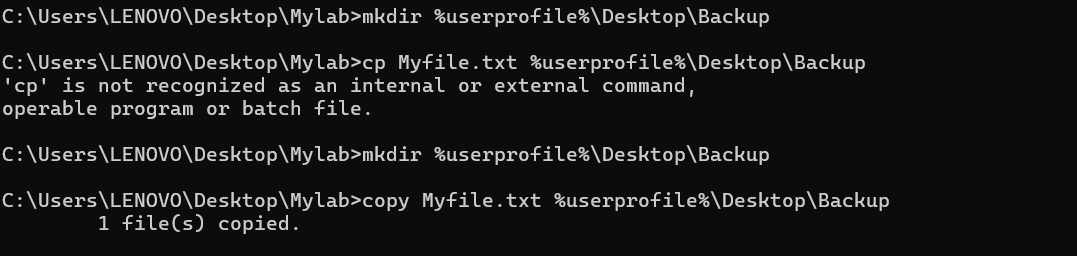 C:\Users\LENOVO\Desktop\Mylab>mkdir %userprofile%\Desktop\Backup
C:\Users\LENOVO\Desktop\Mylab>cp Myfile.txt %userprofile%\Desktop\Backup
'cp' is not recognized as an internal or external command,
operable program or batch file.
C:\Users\LENOVO\Desktop\Mylab>mkdir %userprofile%\Desktop\Backup
C:\Users\LENOVO\Desktop\Mylab>copy Myfile.txt %userprofile%\Desktop\Backup
        1 file(s) copied.